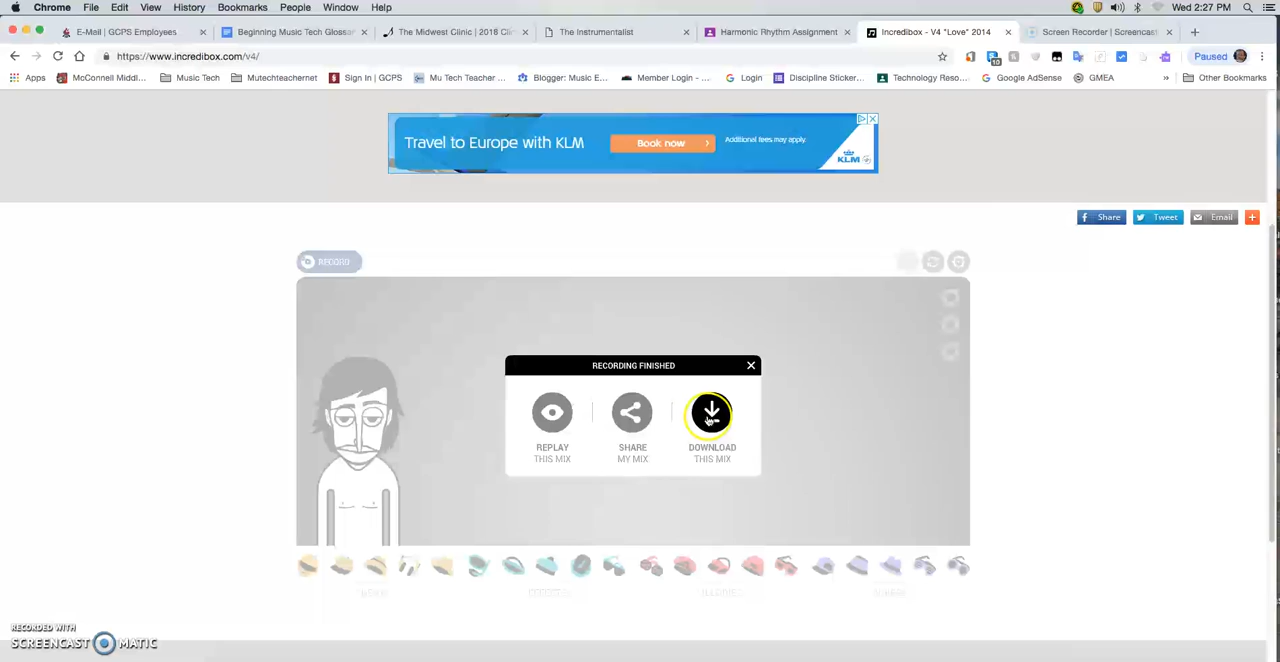 Chrome File Edit View History Bookmarks People Window Help Wed 2:27 PM
E-Mail | GCPS Employees Beginning Music Tech Glossar The Midwest Clinic | 2018 Clin The Instrumentalist Harmonic Rhythm Assignment Incredibox - V4 "Love" 2014 Screen Recorder | Screencast
https://www.incredibox.com/v4/ 10 Paused
Apps McConnell Middl... Music Tech Mutechteachernet Sign In | GCPS Mu Tech Teacher ... Blogger: Music E... Member Login - ... Login Discipline Sticker... Technology Reso... Google AdSense GMEA » Other Bookmarks
Travel to Europe with KLM Book now Additional fees may apply.
KLM
Share Tweet Email
RECORD
RECORDING FINISHED
REPLAY SHARE DOWNLOAD
THIS MIX MY MIX THIS MIX
RECORDED WITH
SCREENCAST MATIC